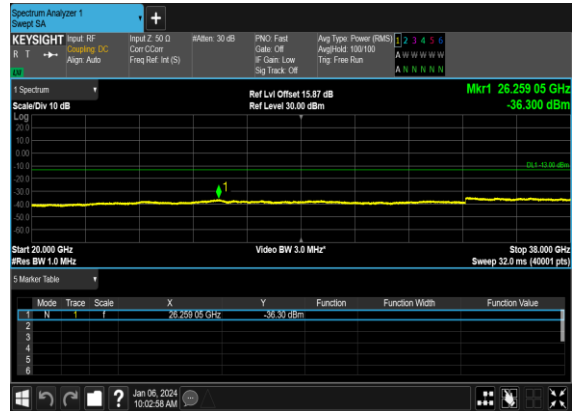 Spectrum Analyzer 1
Swept SA
+
KEYSIGHT Input: RF Input Z: 50 Ω #Atten: 30 dB PNO: Fast Avg Type: Power (RMS) 1 2 3 4 5 6
R T Coupling: DC Corr CCorr Gate: Off Avg|Hold: 100/100 A W W W W W
Align: Auto Freq Ref: Int (S) IF Gain: Low Trig: Free Run
LW Sig Track: Off A N N N N N
1 Spectrum Ref Lvl Offset 15.87 dB Mkr1 26.259 05 GHz
Scale/Div 10 dB Ref Level 30.00 dBm -36.300 dBm
Log
20.0
10.0
0.00
-10.0
DL1 -13.00 dBm
-20.0
-30.0
1
-40.0
-50.0
-60.0
Start 20.000 GHz Video BW 3.0 MHz* Stop 38.000 GHz
#Res BW 1.0 MHz Sweep 32.0 ms (40001 pts)
5 Marker Table
Mode Trace Scale X Y Function Function Width Function Value
1 N 1 f 26.259 05 GHz -36.30 dBm
2
3
4
5
6
? Jan 06, 2024
10:02:58 AM